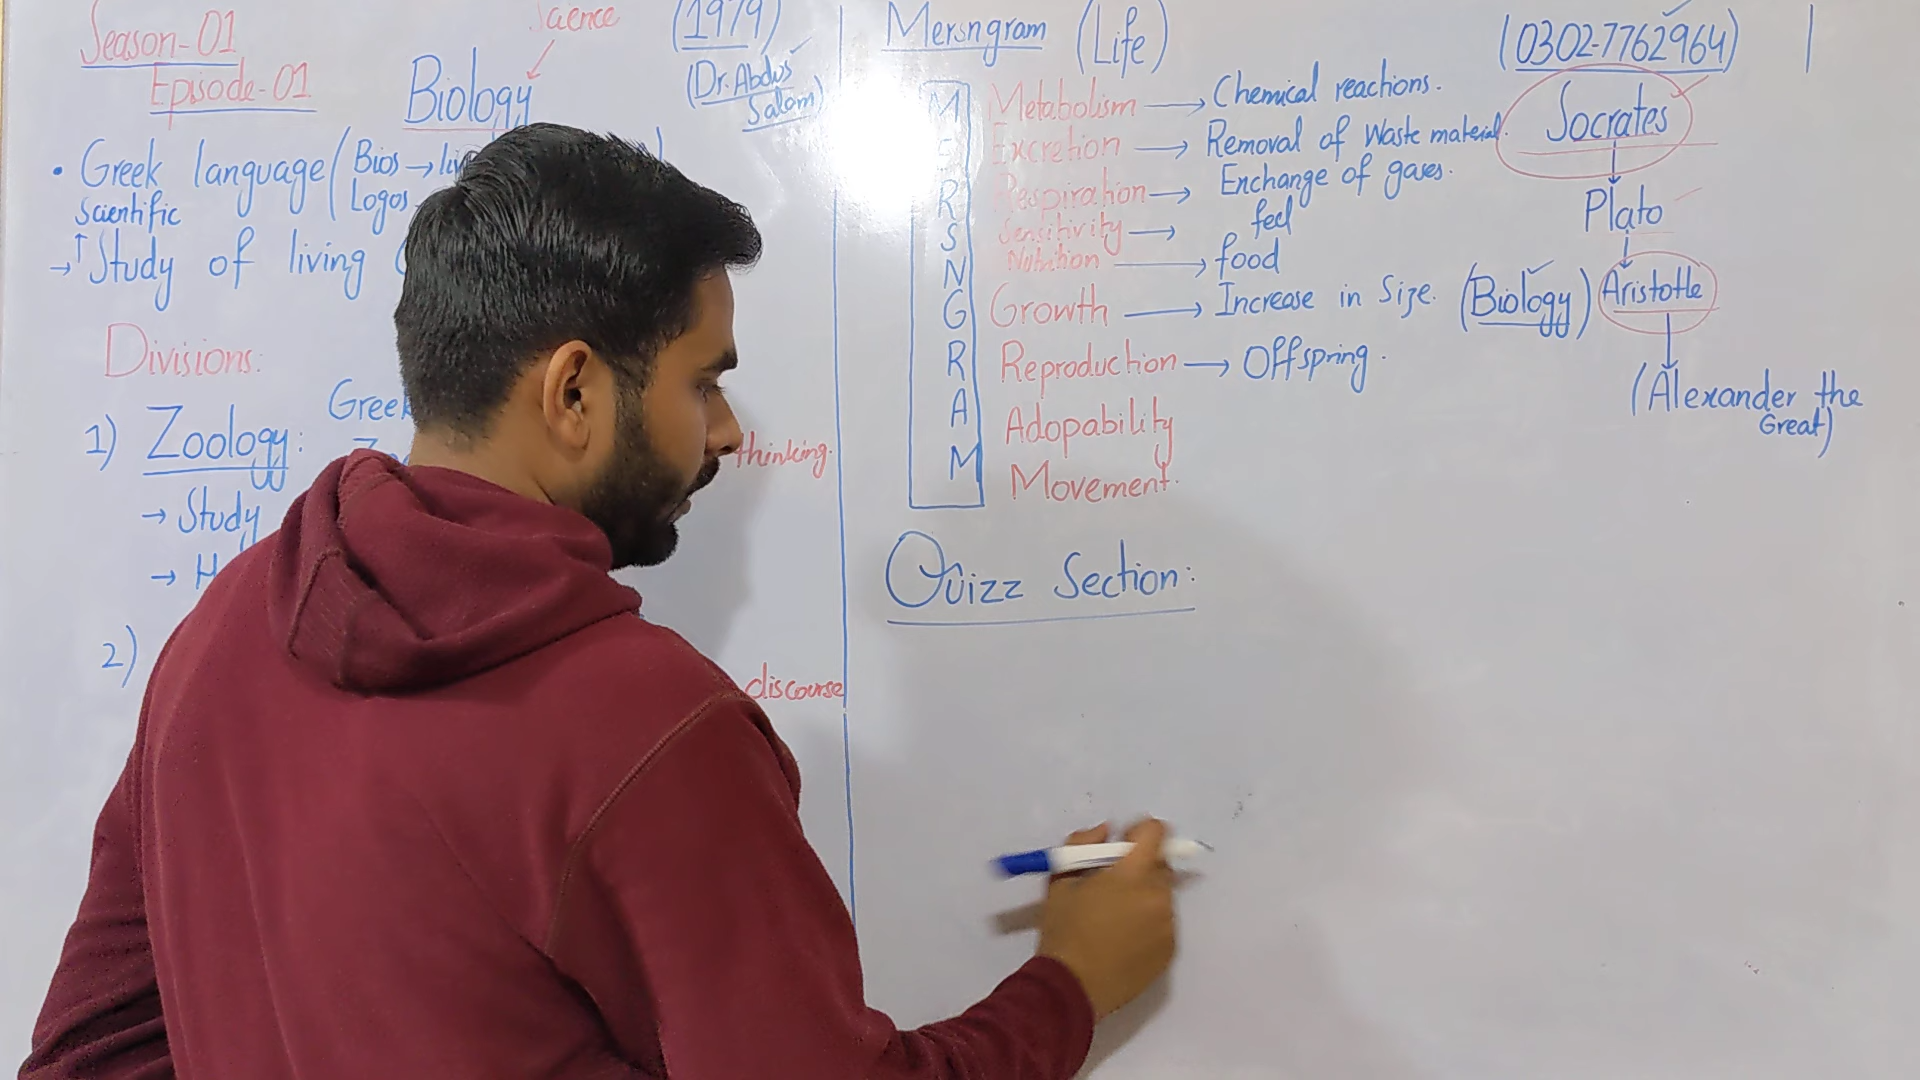 Season-01
Episode-01
Science
Biology
(1979)
(Dr. Abdus
Salam)
• Greek language (Bios →
Logos
Scientific
→ Study of living
Divisions:
1) Zoology:
Greek
thinking.
→ Study
→ H
2)
discourse
Mersngram (Life)
M Metabolism → Chemical reactions.
E Excretion → Removal of Waste material.
R Respiration → Enchange of gases.
S Sensitivity → feel
N Nutrition → food
G Growth → Increase in Size.
R Reproduction → Offspring.
A Adopability
M Movement.
Quizz Section:
(0302-7762964)
Socrates
Plato
(Biology) Aristotle
(Alexander the
Great)